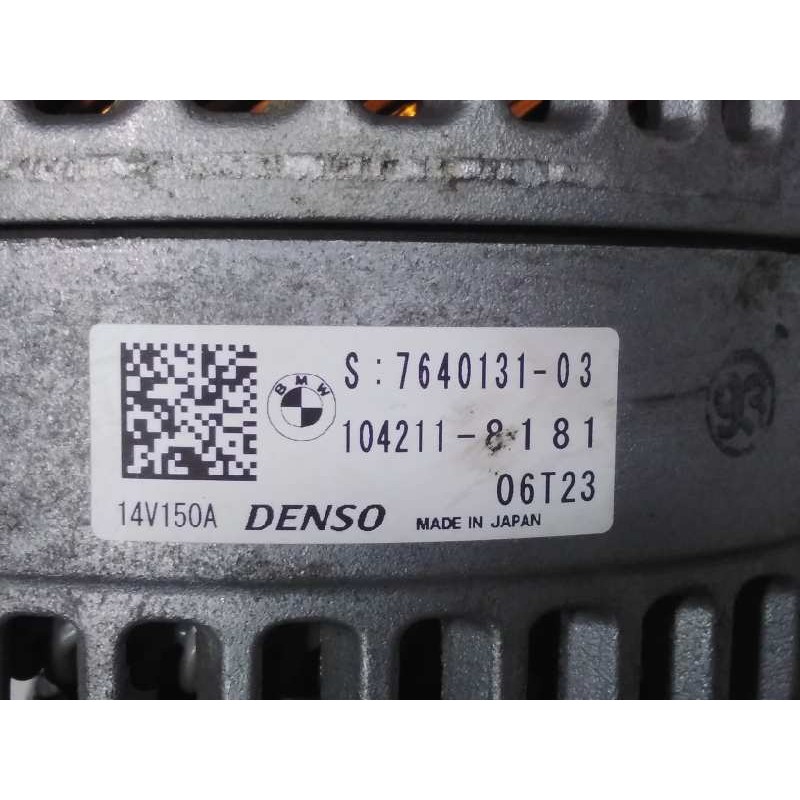 BMW
S:7640131-03
104211-8181
06T23
14V150A DENSO MADE IN JAPAN